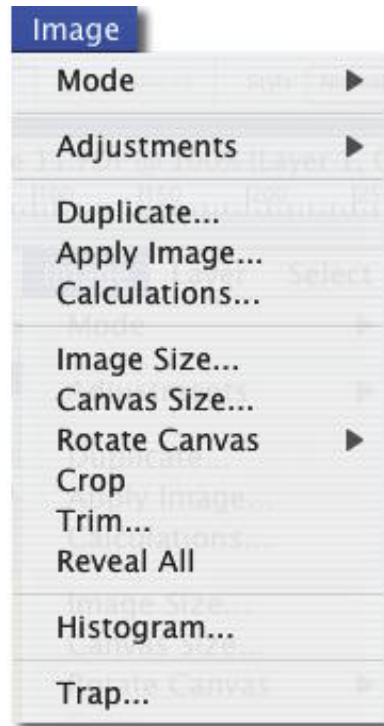 Image
Mode
Adjustments
Duplicate...
Apply Image...
Calculations...
Image Size...
Canvas Size...
Rotate Canvas
Crop
Trim...
Reveal All
Histogram...
Trap...